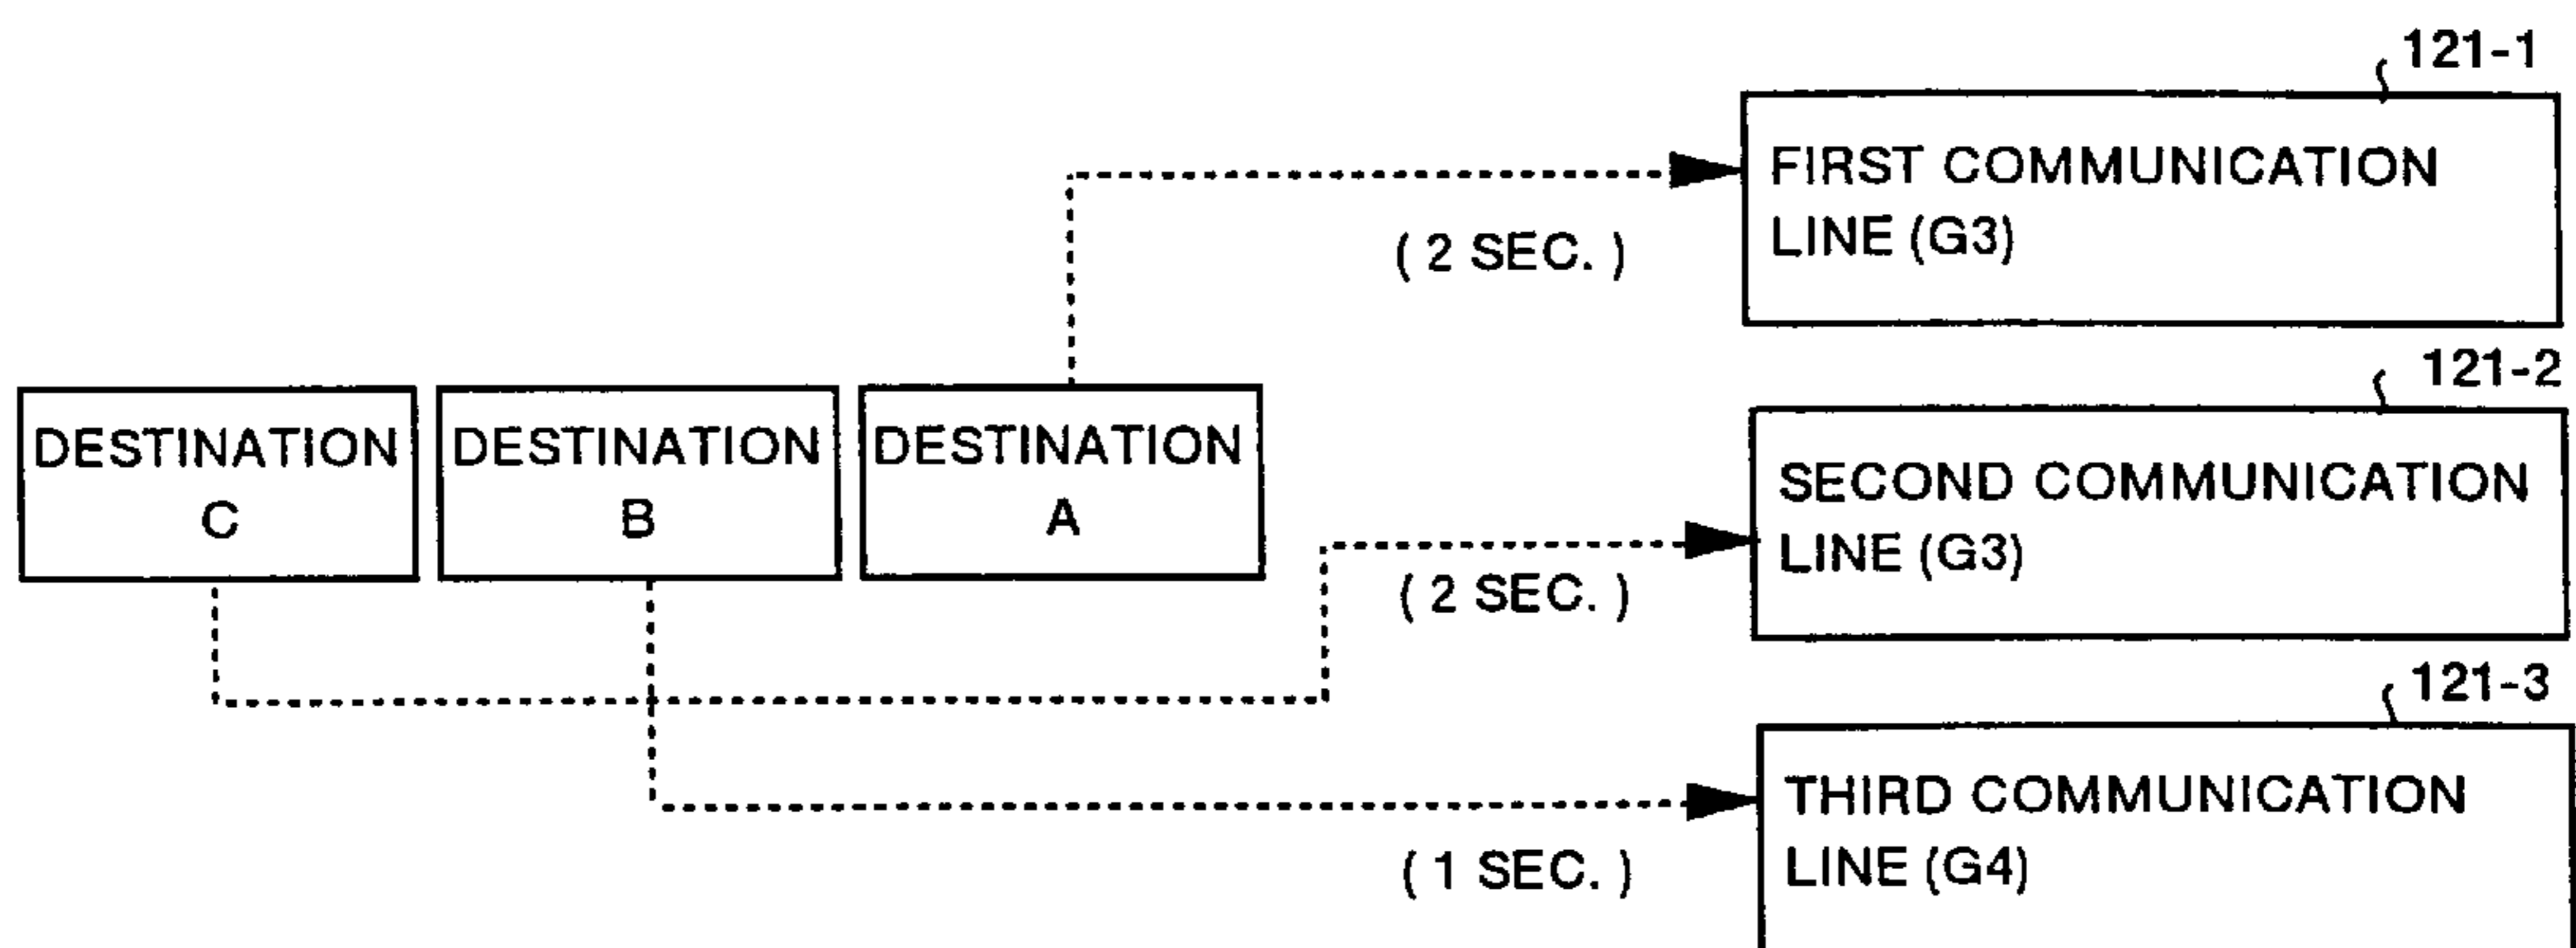 121-1
FIRST COMMUNICATION
LINE (G3)
( 2 SEC. )
121-2
DESTINATION
C
DESTINATION
B
DESTINATION
A
SECOND COMMUNICATION
LINE (G3)
( 2 SEC. )
121-3
THIRD COMMUNICATION
LINE (G4)
( 1 SEC. )